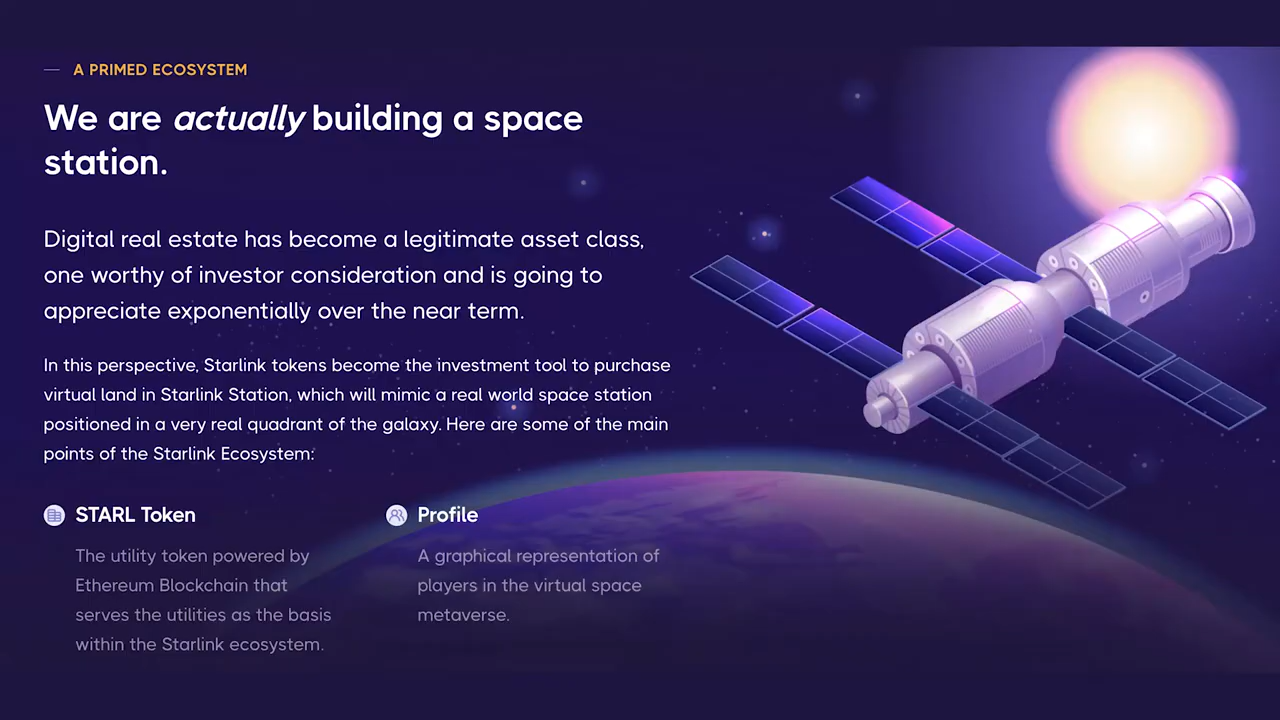 A PRIMED ECOSYSTEM
We are actually building a space
station.
Digital real estate has become a legitimate asset class,
one worthy of investor consideration and is going to
appreciate exponentially over the near term.
In this perspective, Starlink tokens become the investment tool to purchase
virtual land in Starlink Station, which will mimic a real world space station
positioned in a very real quadrant of the galaxy. Here are some of the main
points of the Starlink Ecosystem:
STARL Token
The utility token powered by
Ethereum Blockchain that
serves the utilities as the basis
within the Starlink ecosystem.
Profile
A graphical representation of
players in the virtual space
metaverse.